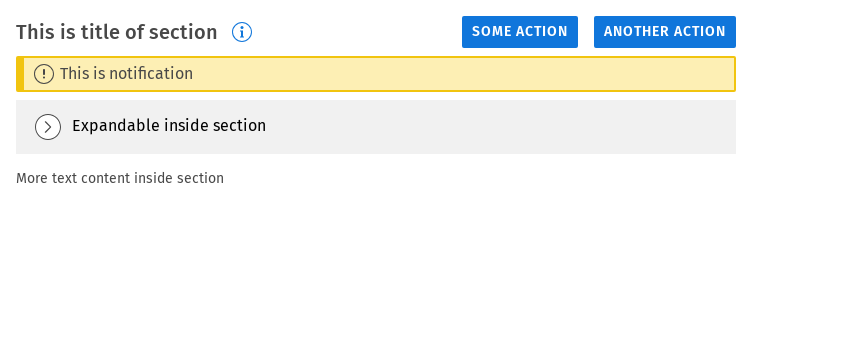 This is title of section
SOME ACTION
ANOTHER ACTION
This is notification
Expandable inside section
More text content inside section